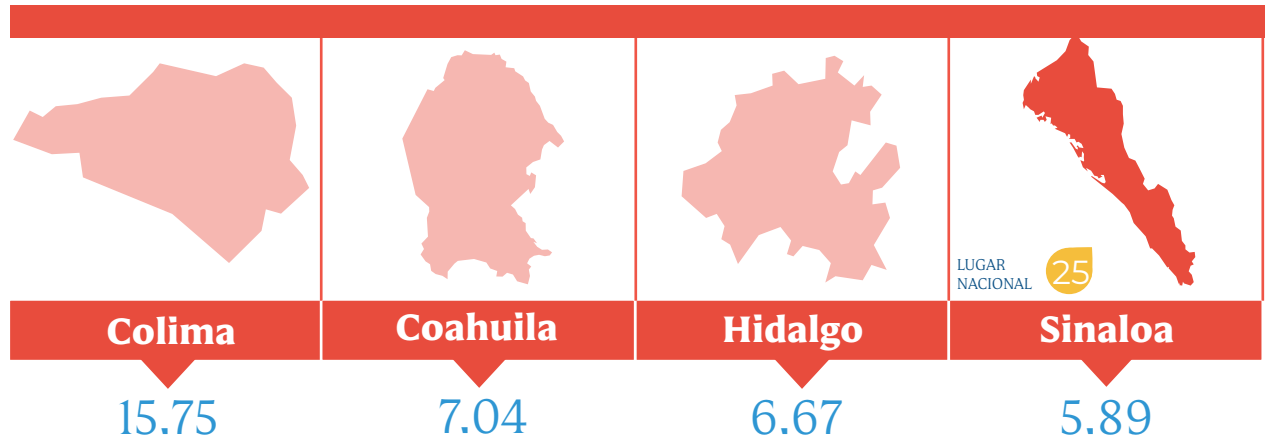 LUGAR
NACIONAL
25
Colima
Coahuila
Hidalgo
Sinaloa
15.75
7.04
6.67
5.89